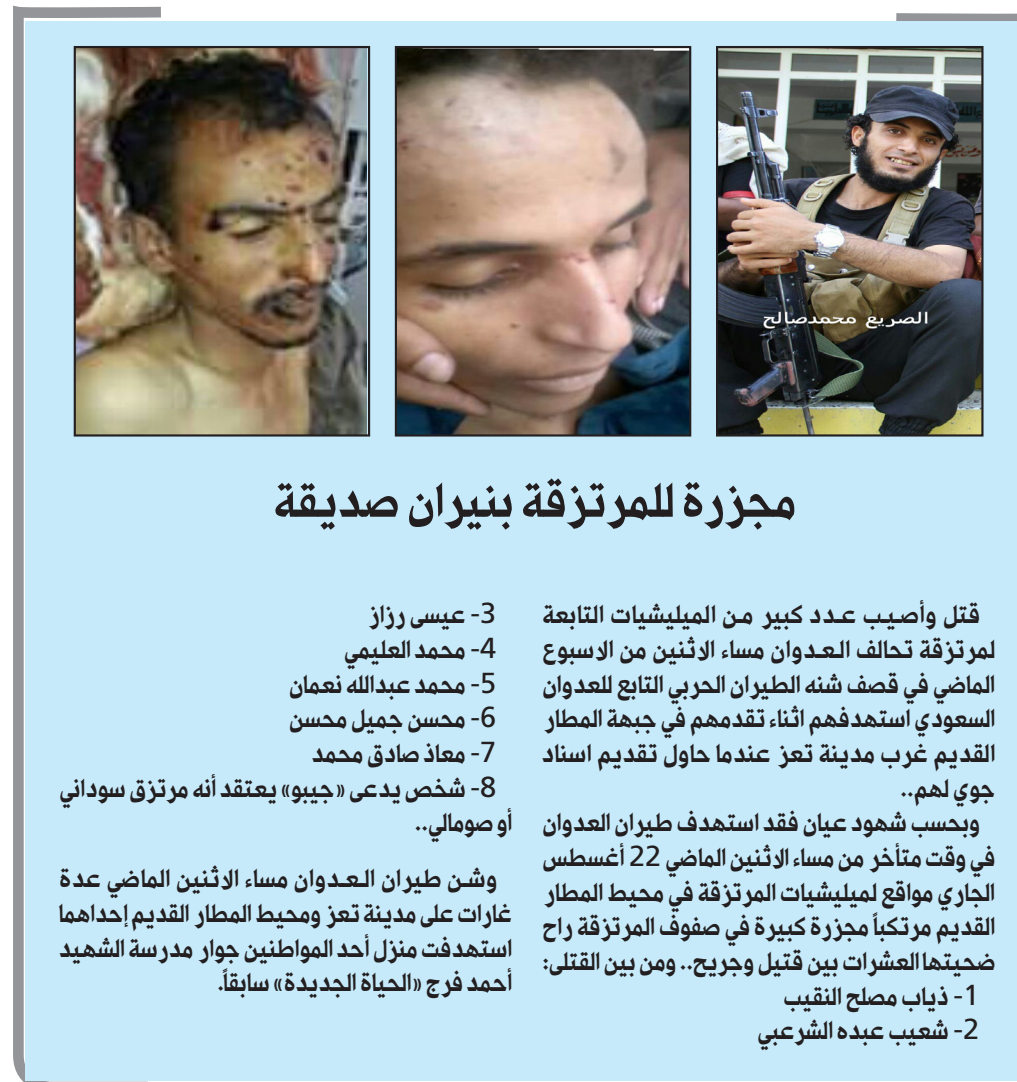 الصريع محمدصالح
مجزرة للمرتزقة بنيران صديقة
قتل وأصيب عدد كبير من الميليشيات التابعة
لمرتزقة تحالف العدوان مساء الاثنين من الاسبوع
الماضي في قصف شنه الطيران الحربي التابع للعدوان
السعودي استهدفهم اثناء تقدمهم في جبهة المطار
القديم غرب مدينة تعز عندما حاول تقديم اسناد
جوي لهم..
وبحسب شهود عيان فقد استهدف طيران العدوان
في وقت متأخر من مساء الاثنين الماضي 22 أغسطس
الجاري مواقع لميليشيات المرتزقة في محيط المطار
القديم مرتكباً مجزرة كبيرة في صفوف المرتزقة راح
ضحيتها العشرات بين قتيل وجريح.. ومن بين القتلى:
1- ذياب مصلح النقيب
2- شعيب عبده الشرعبي
3- عيسى رزاز
4- محمد العليمي
5- محمد عبدالله نعمان
6- محسن جميل محسن
7- معاذ صادق محمد
8- شخص يدعى «جيبو» يعتقد أنه مرتزق سوداني
أو صومالي..
وشن طيران العدوان مساء الاثنين الماضي عدة
غارات على مدينة تعز ومحيط المطار القديم إحداهما
استهدفت منزل أحد المواطنين جوار مدرسة الشهيد
أحمد فرج «الحياة الجديدة» سابقاً.